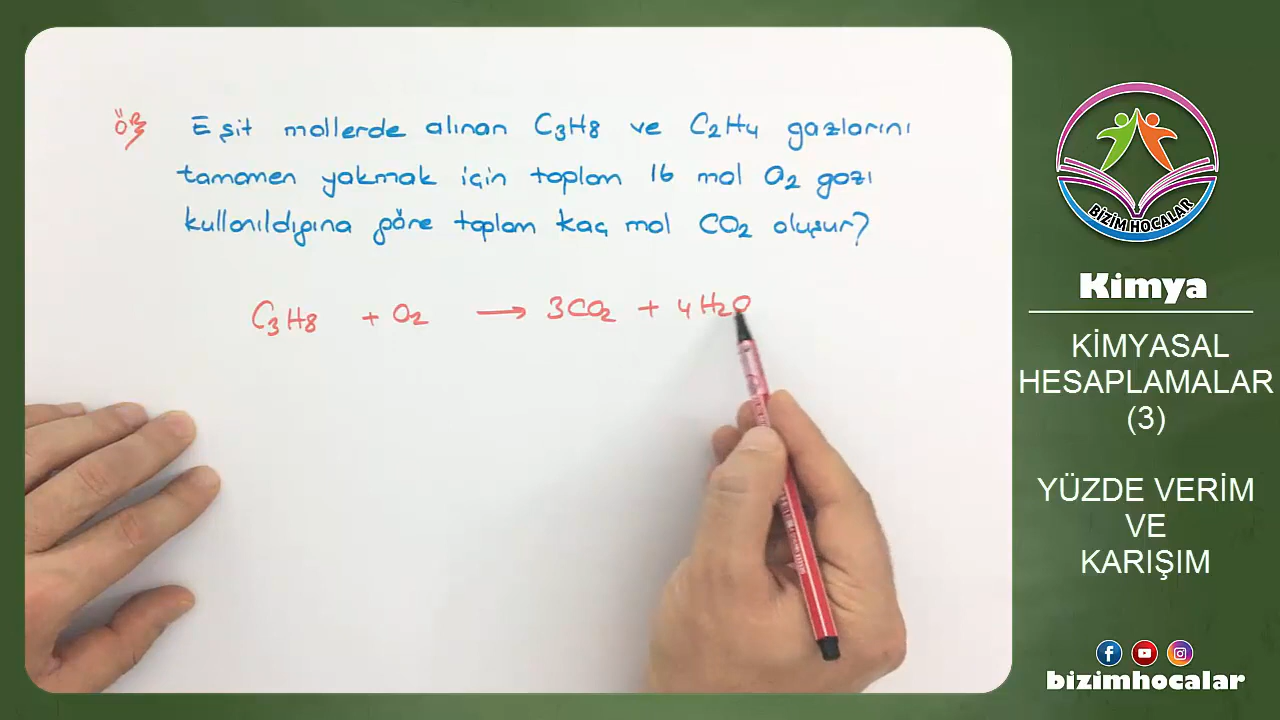 Ör
Eşit mollerde alınan C3H8 ve C2H4 gazlarını
tamamen yakmak için toplam 16 mol O2 gazı
kullanıldığına göre toplam kaç mol CO2 oluşur?
C3H8 + O2 → 3CO2 + 4H2O
BİZİM HOCALAR
Kimya
KİMYASAL
HESAPLAMALAR
(3)
YÜZDE VERİM
VE
KARIŞIM
bizimhocalar